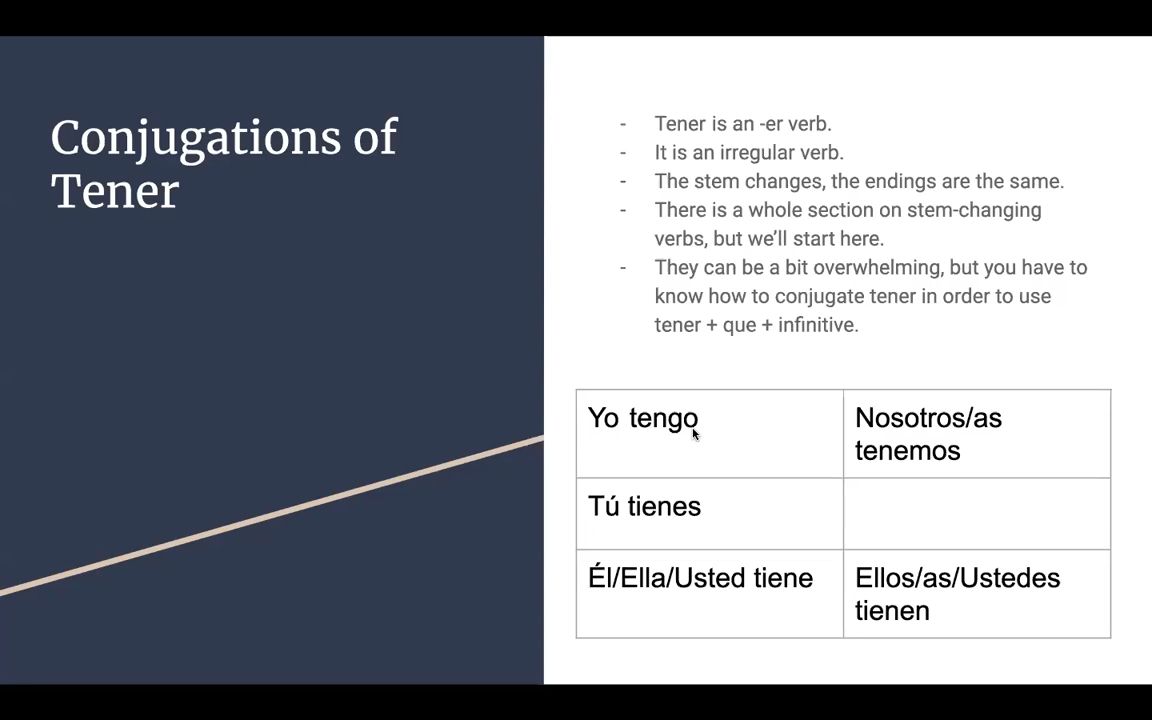 Conjugations of
Tener
- Tener is an -er verb.
- It is an irregular verb.
- The stem changes, the endings are the same.
- There is a whole section on stem-changing
verbs, but we’ll start here.
- They can be a bit overwhelming, but you have to
know how to conjugate tener in order to use
tener + que + infinitive.
Yo tengo
Nosotros/as
tenemos
Tú tienes
Él/Ella/Usted tiene
Ellos/as/Ustedes
tienen